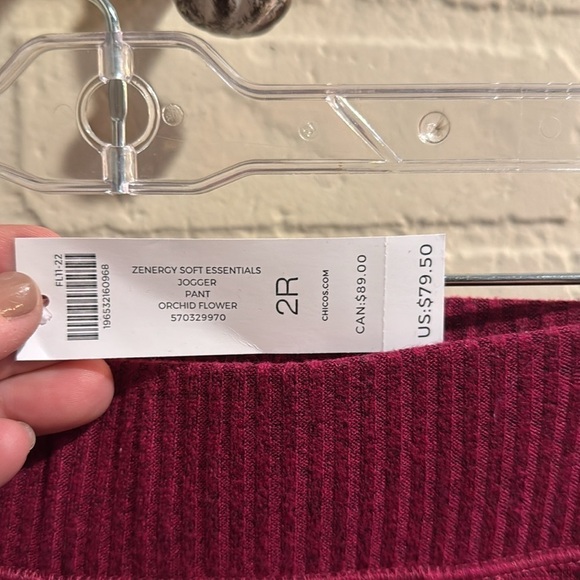 FL11-22
196532160968
ZENERGY SOFT ESSENTIALS
JOGGER
PANT
ORCHID FLOWER
570329970
2R
CHICOS.COM
CAN:$89.00
US:$79.50